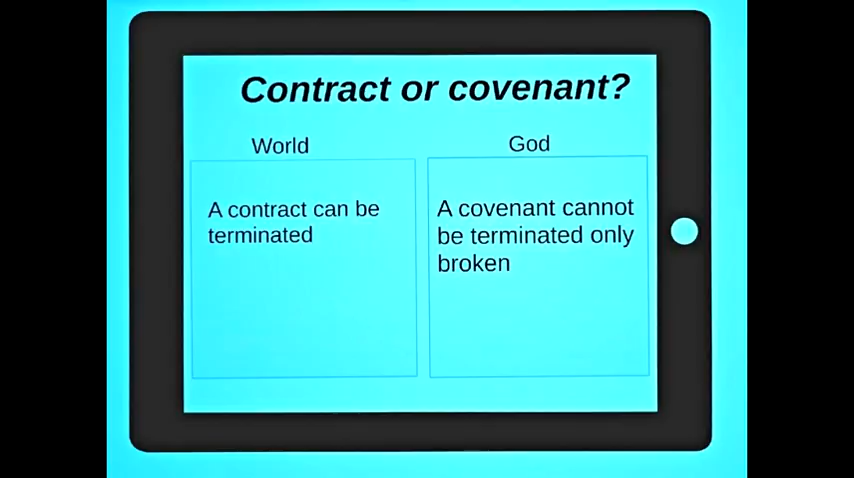 Contract or covenant?
World
God
A contract can be
terminated
A covenant cannot
be terminated only
broken